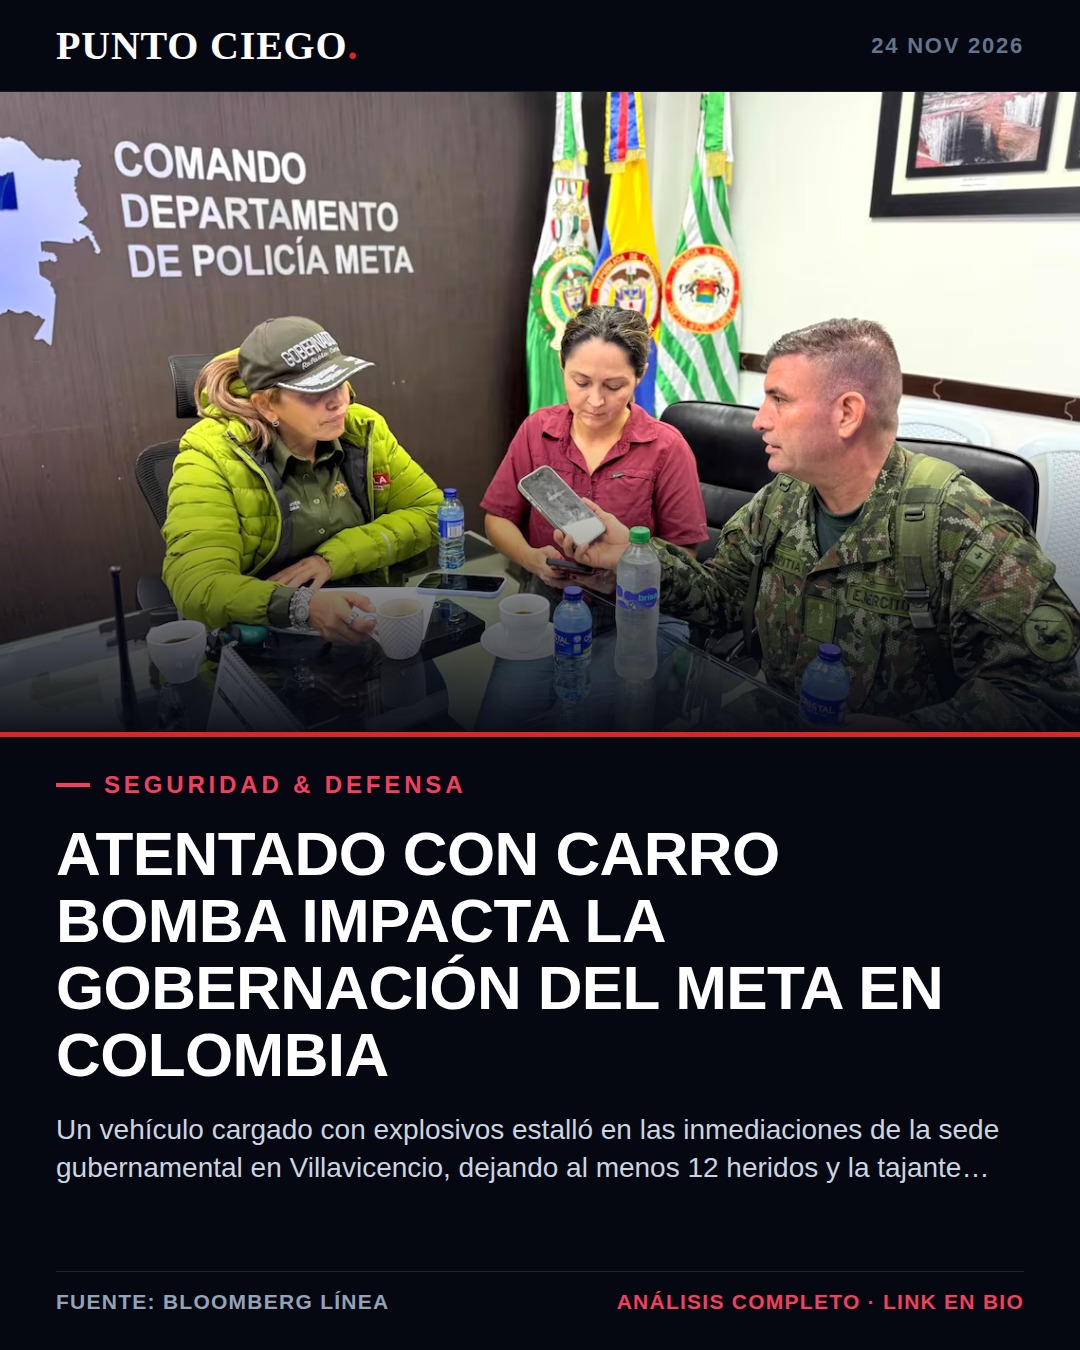 PUNTO CIEGO.
24 NOV 2026
COMANDO
DEPARTAMENTO
DE POLICÍA META
EJERCITO
brisa
SEGURIDAD & DEFENSA
ATENTADO CON CARRO
BOMBA IMPACTA LA
GOBERNACIÓN DEL META EN
COLOMBIA
Un vehículo cargado con explosivos estalló en las inmediaciones de la sede
gubernamental en Villavicencio, dejando al menos 12 heridos y la tajante…
FUENTE: BLOOMBERG LÍNEA
ANÁLISIS COMPLETO · LINK EN BIO